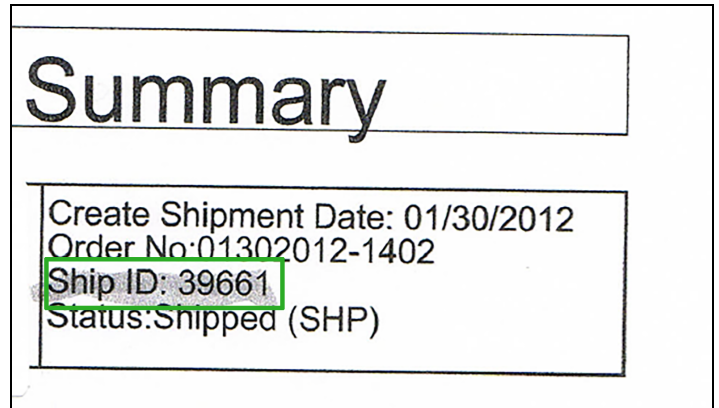 Summary
Create Shipment Date: 01/30/2012
Order No:01302012-1402
Ship ID: 39661
Status:Shipped (SHP)